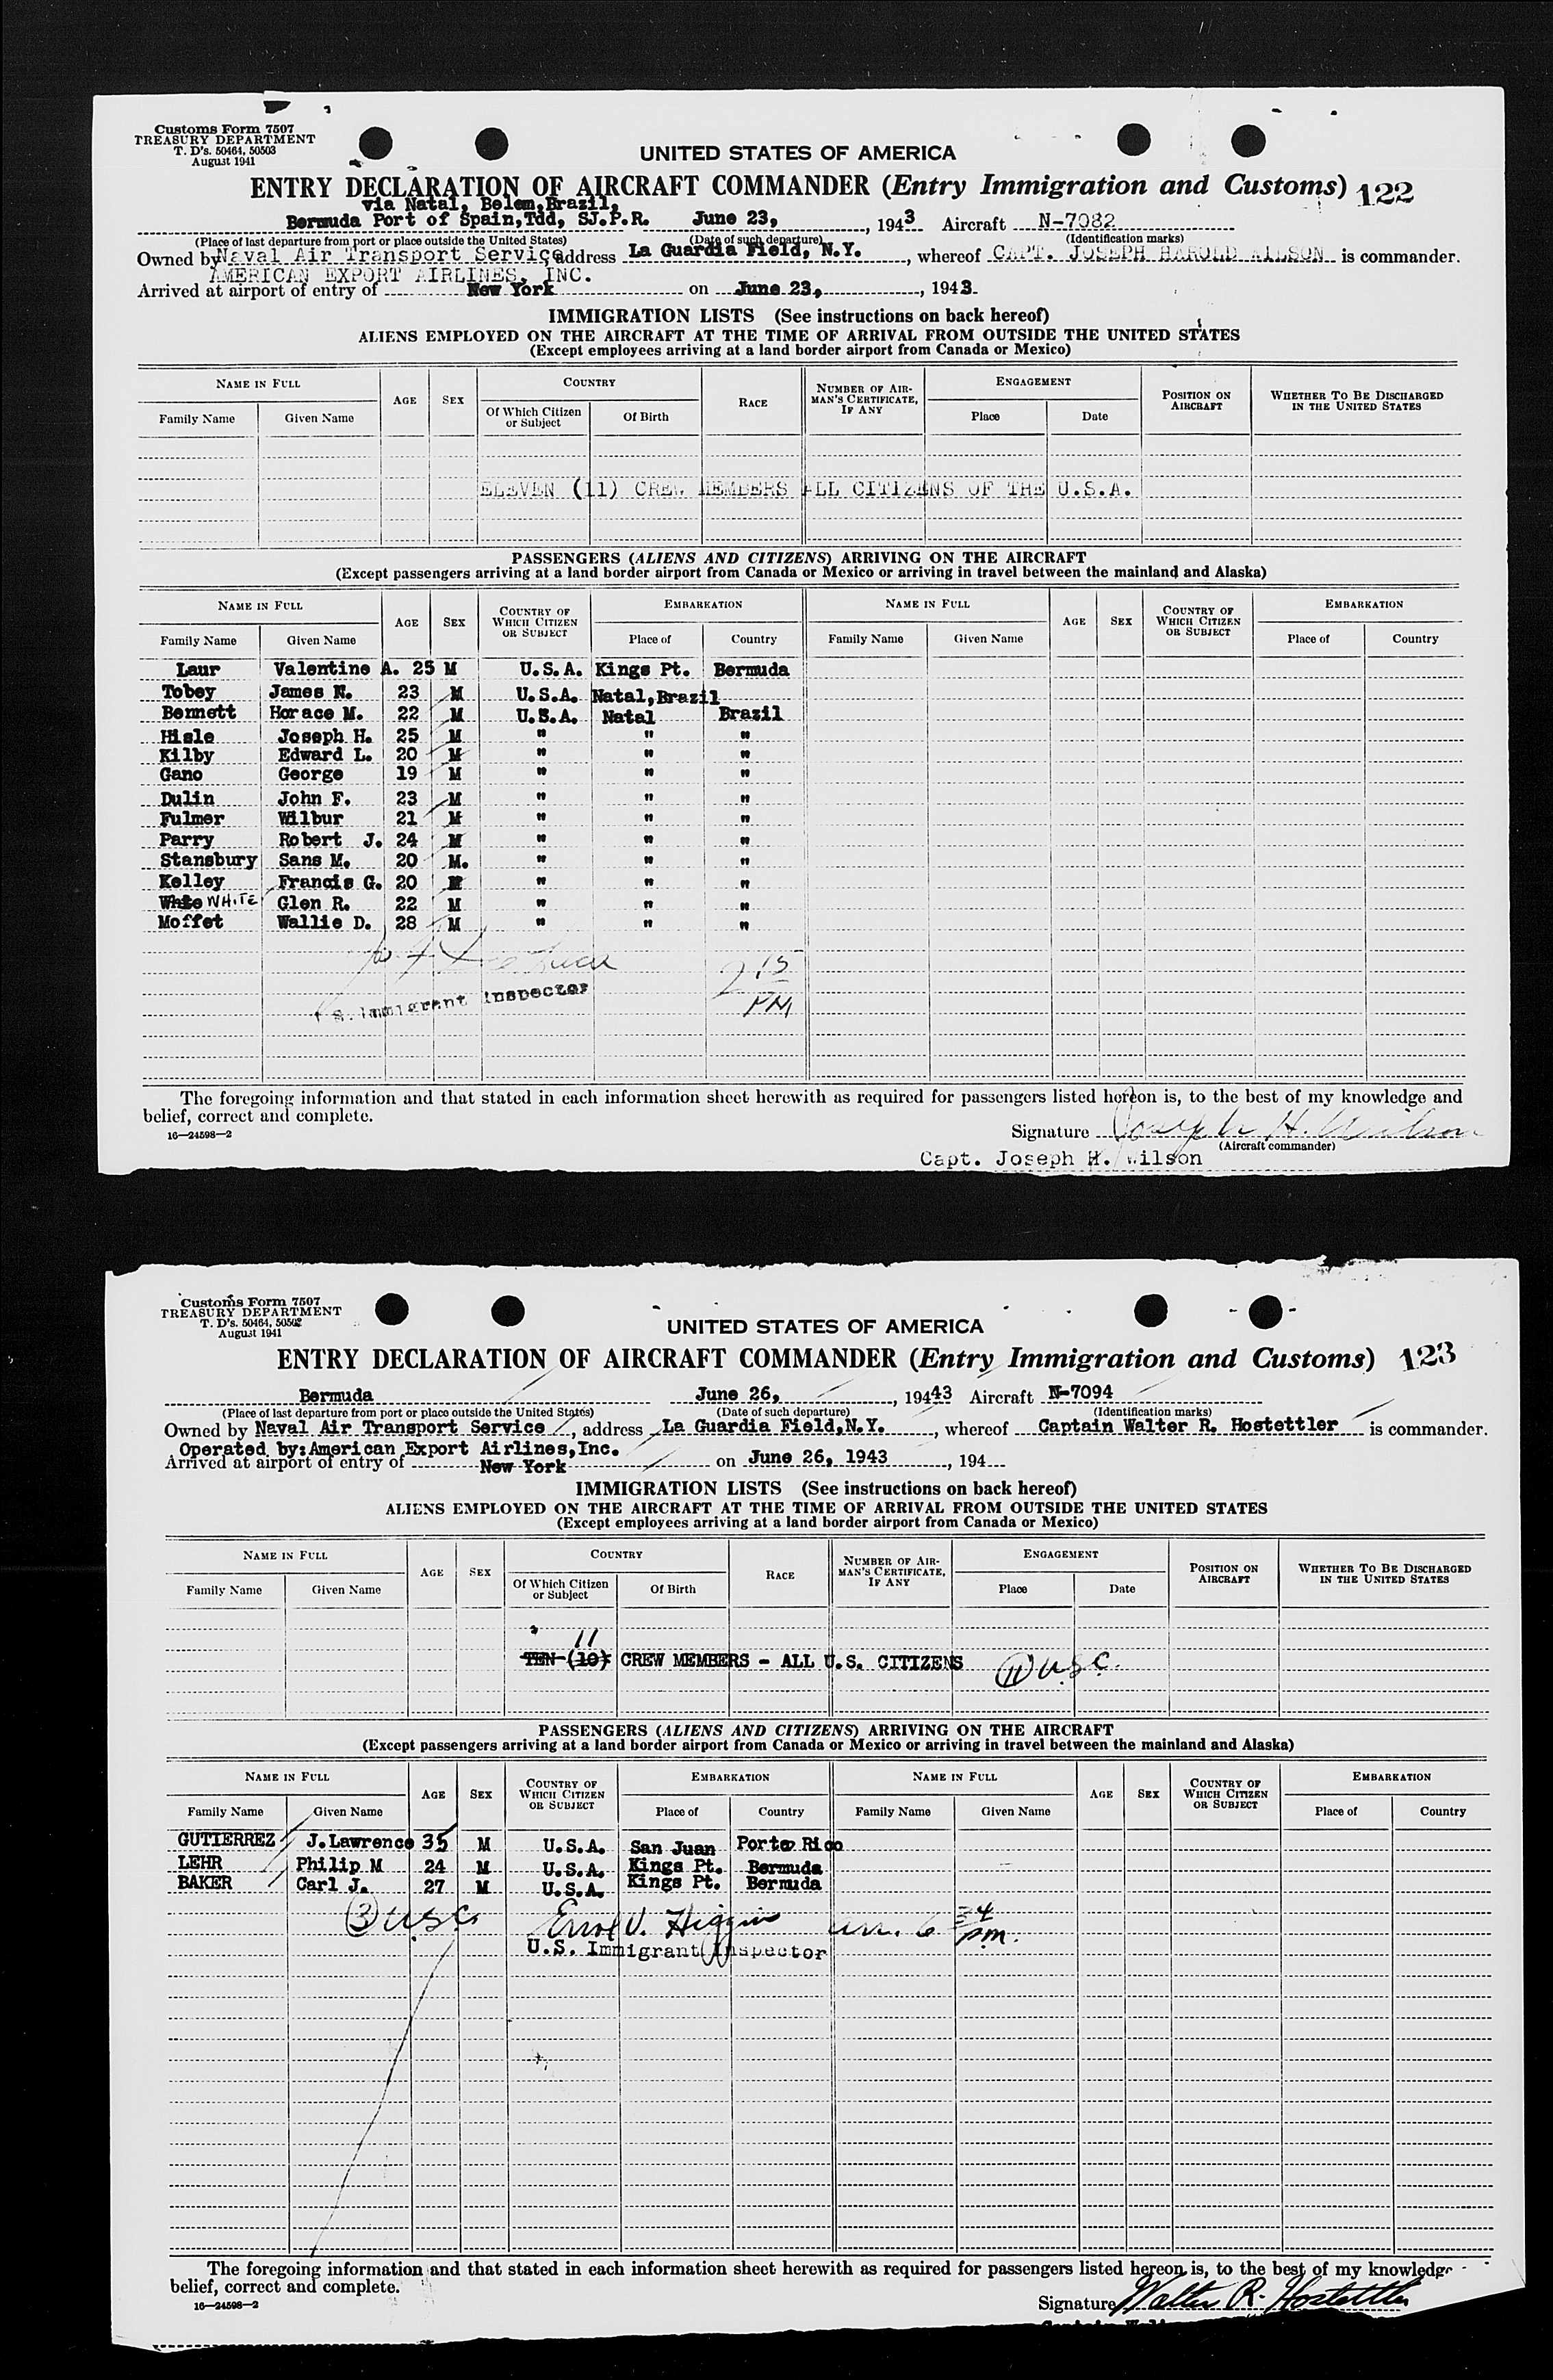 Customs Form 7507
TREASURY DEPARTMENT
T. D's. 50464, 50503
August 1941
UNITED STATES OF AMERICA
ENTRY DECLARATION OF AIRCRAFT COMMANDER (Entry Immigration and Customs) 122
via Natal, Belem, Brazil,
Bermuda Port of Spain, Tdd, SJ.P.R. June 23, , 1943 Aircraft N-7082
(Place of last departure from port or place outside the United States) (Date of such departure) (Identification marks)
Owned by Naval Air Transport Service, address La Guardia Field, N.Y. , whereof CAPT. JOSEPH HAROLD WILSON is commander.
AMERICAN EXPORT AIRLINES, INC.
Arrived at airport of entry of New York on June 23, , 1943.
IMMIGRATION LISTS (See instructions on back hereof)
ALIENS EMPLOYED ON THE AIRCRAFT AT THE TIME OF ARRIVAL FROM OUTSIDE THE UNITED STATES
(Except employees arriving at a land border airport from Canada or Mexico)
NAME IN FULL AGE SEX COUNTRY RACE NUMBER OF AIRMAN'S CERTIFICATE, IF ANY ENGAGEMENT POSITION ON AIRCRAFT WHETHER TO BE DISCHARGED IN THE UNITED STATES
Family Name Given Name Of Which Citizen or Subject Of Birth Place Date
ELEVEN (11) CREW MEMBERS ALL CITIZENS OF THE U.S.A.
PASSENGERS (ALIENS AND CITIZENS) ARRIVING ON THE AIRCRAFT
(Except passengers arriving at a land border airport from Canada or Mexico or arriving in travel between the mainland and Alaska)
NAME IN FULL AGE SEX COUNTRY OF WHICH CITIZEN OR SUBJECT EMBARKATION NAME IN FULL AGE SEX COUNTRY OF WHICH CITIZEN OR SUBJECT EMBARKATION
Family Name Given Name Place of Country Family Name Given Name Place of Country
Laur Valentine A. 25 M U.S.A. Kings Pt. Bermuda
Tobey James N. 23 M U.S.A. Natal, Brazil
Bennett Horace M. 22 M U.S.A. Natal Brazil
Hisle Joseph H. 25 M " " "
Kilby Edward L. 20 M " " "
Gano George 19 M " " "
Dulin John F. 23 M " " "
Fulmer Wilbur 21 M " " "
Parry Robert J. 24 M " " "
Stansbury Sans M. 20 M. " " "
Kelley Francis G. 20 M " " "
White WHITE Glen R. 22 M " " "
Moffet Wallie D. 28 M " " "
2 15 PM
S. Immigrant Inspector
The foregoing information and that stated in each information sheet herewith as required for passengers listed hereon is, to the best of my knowledge and
belief, correct and complete.
16—24598—2
Signature Joseph H. Wilson
(Aircraft commander)
Capt. Joseph H. Wilson
Customs Form 7507
TREASURY DEPARTMENT
T. D's. 50464, 50503
August 1941
UNITED STATES OF AMERICA
ENTRY DECLARATION OF AIRCRAFT COMMANDER (Entry Immigration and Customs) 123
Bermuda June 26, , 19443 Aircraft N-7094
(Place of last departure from port or place outside the United States) (Date of such departure) (Identification marks)
Owned by Naval Air Transport Service , address La Guardia Field, N.Y. , whereof Captain Walter R. Hostettler is commander.
Operated by: American Export Airlines, Inc.
Arrived at airport of entry of New York on June 26, 1943 , 194
IMMIGRATION LISTS (See instructions on back hereof)
ALIENS EMPLOYED ON THE AIRCRAFT AT THE TIME OF ARRIVAL FROM OUTSIDE THE UNITED STATES
(Except employees arriving at a land border airport from Canada or Mexico)
NAME IN FULL AGE SEX COUNTRY RACE NUMBER OF AIRMAN'S CERTIFICATE, IF ANY ENGAGEMENT POSITION ON AIRCRAFT WHETHER TO BE DISCHARGED IN THE UNITED STATES
Family Name Given Name Of Which Citizen or Subject Of Birth Place Date
11
TEN (10) CREW MEMBERS - ALL U.S. CITIZENS 11 USC.
PASSENGERS (ALIENS AND CITIZENS) ARRIVING ON THE AIRCRAFT
(Except passengers arriving at a land border airport from Canada or Mexico or arriving in travel between the mainland and Alaska)
NAME IN FULL AGE SEX COUNTRY OF WHICH CITIZEN OR SUBJECT EMBARKATION NAME IN FULL AGE SEX COUNTRY OF WHICH CITIZEN OR SUBJECT EMBARKATION
Family Name Given Name Place of Country Family Name Given Name Place of Country
GUTIERREZ J. Lawrence 35 M U.S.A. San Juan Porto Rico
LEHR Philip M 24 M U.S.A. Kings Pt. Bermuda
BAKER Carl J. 27 M U.S.A. Kings Pt. Bermuda
3 USC Errol V. Higgins arr. 6 34 pm.
U.S. Immigrant Inspector
The foregoing information and that stated in each information sheet herewith as required for passengers listed hereon is, to the best of my knowledge
belief, correct and complete.
16—24598—2
Signature Walter R. Hostettler